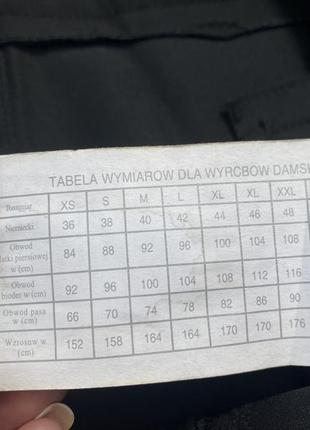 TABELA WYMIAROW DLA WYRCBOW DAMSK
Rozmiar XS S M L XL XL XXL
Niemiecki 36 38 40 42 44 46 48
Obwod
latki piersiowej
w (cm) 84 88 92 96 100 104 108
Obwod
bioder w (cm) 92 96 100 104 108 112 116
Obwod pasa
w (cm) 66 70 74 78 82 86 90
Wzrosuw w
(cm) 152 158 164 164 170 170 176